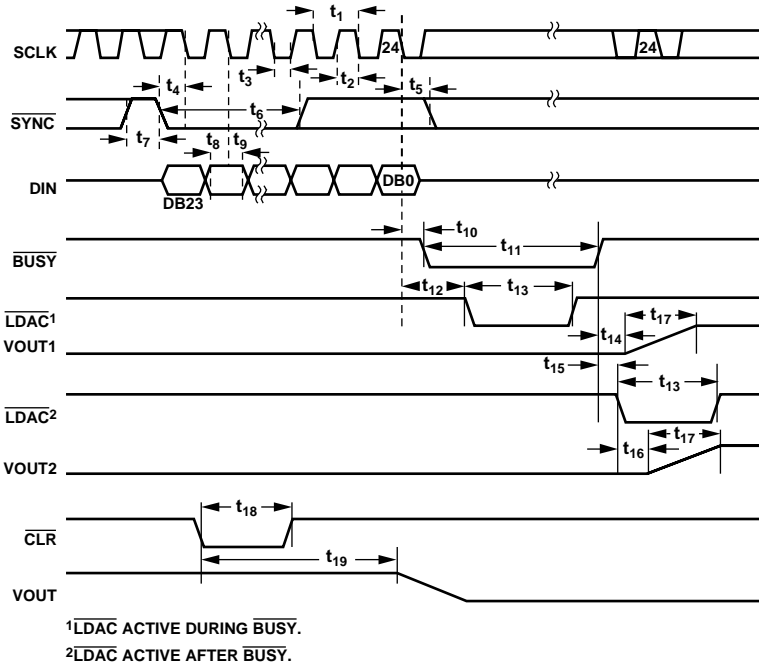 t1
SCLK
24
24
t3
t2
t4
t5
t6
SYNC
t7
t8
t9
DIN
DB23
DB0
t10
t11
BUSY
t12
t13
LDAC1
t17
t14
VOUT1
t15
t13
LDAC2
t17
t16
VOUT2
t18
CLR
t19
VOUT
1LDAC ACTIVE DURING BUSY.
2LDAC ACTIVE AFTER BUSY.